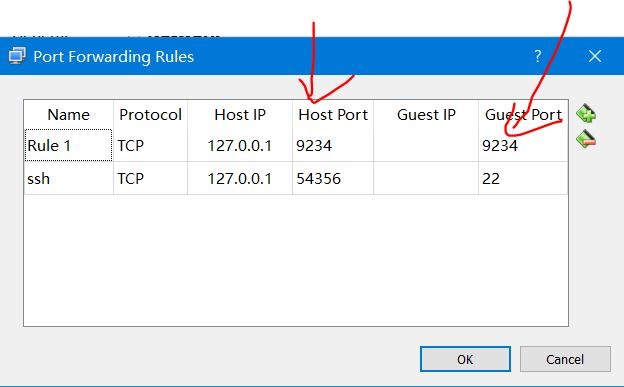 Port Forwarding Rules ? ×
Name Protocol Host IP Host Port Guest IP Guest Port
Rule 1 TCP 127.0.0.1 9234 9234
ssh TCP 127.0.0.1 54356 22
OK Cancel